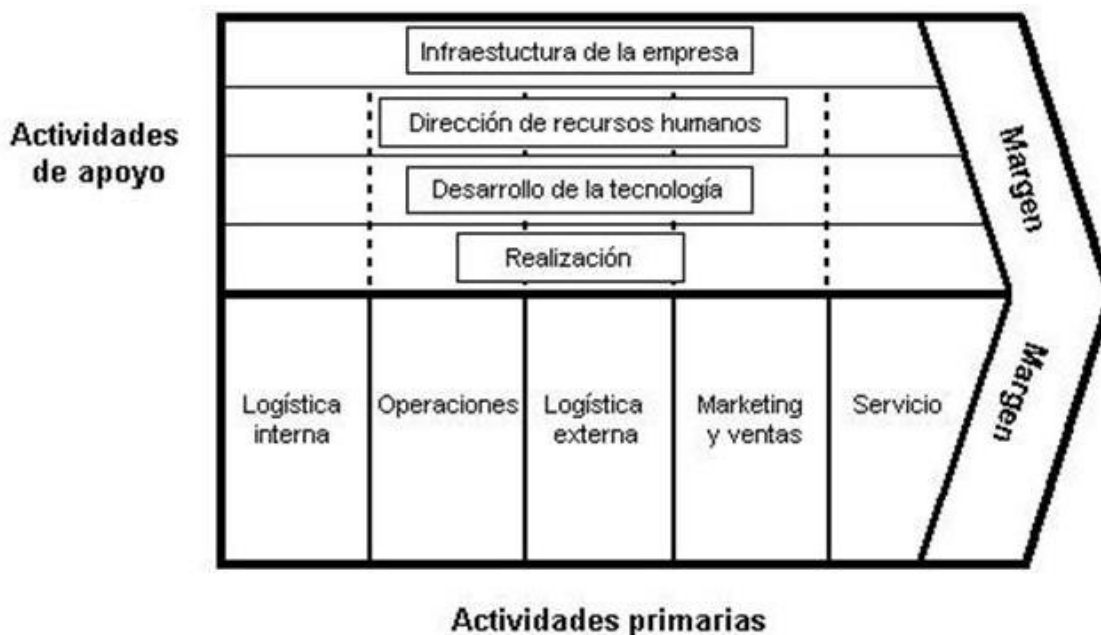 Infraestuctura de la empresa
Actividades
de apoyo
Dirección de recursos humanos
Desarrollo de la tecnología
Realización
Margen
Logística
interna
Operaciones
Logística
externa
Marketing
y ventas
Servicio
Margen
Actividades primarias